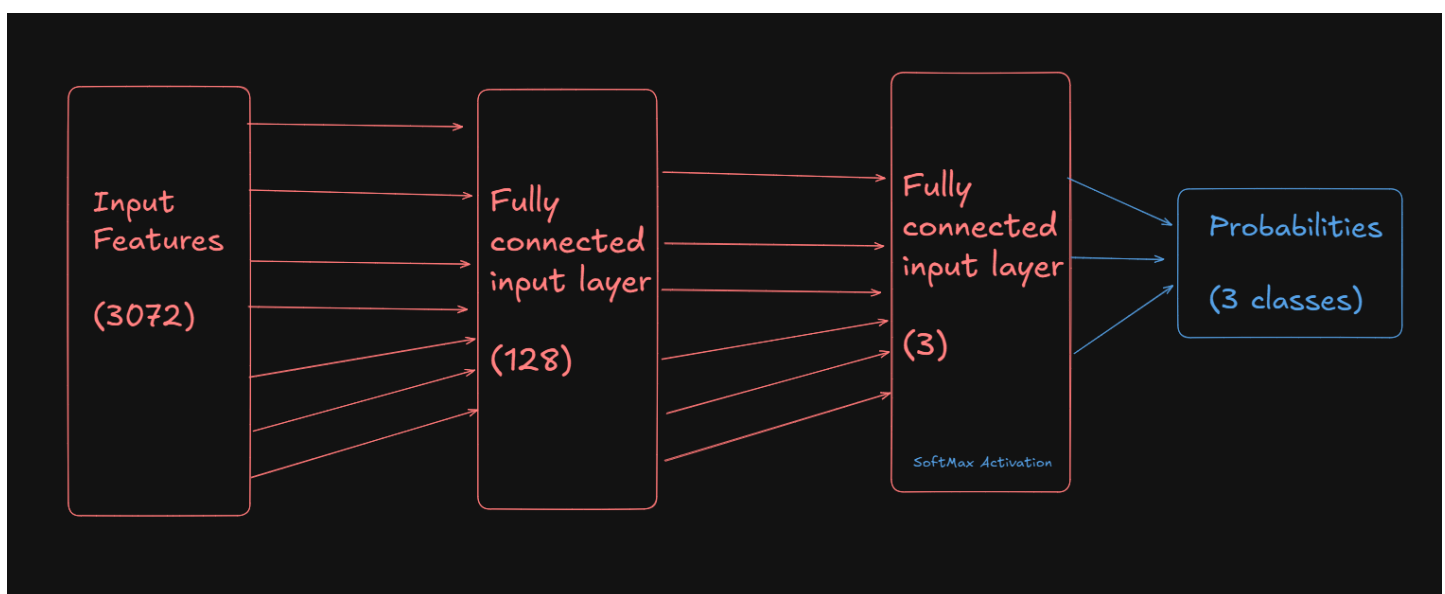 Input
Features
(3072)
Fully
connected
input layer
(128)
Fully
connected
input layer
(3)
SoftMax Activation
Probabilities
(3 classes)